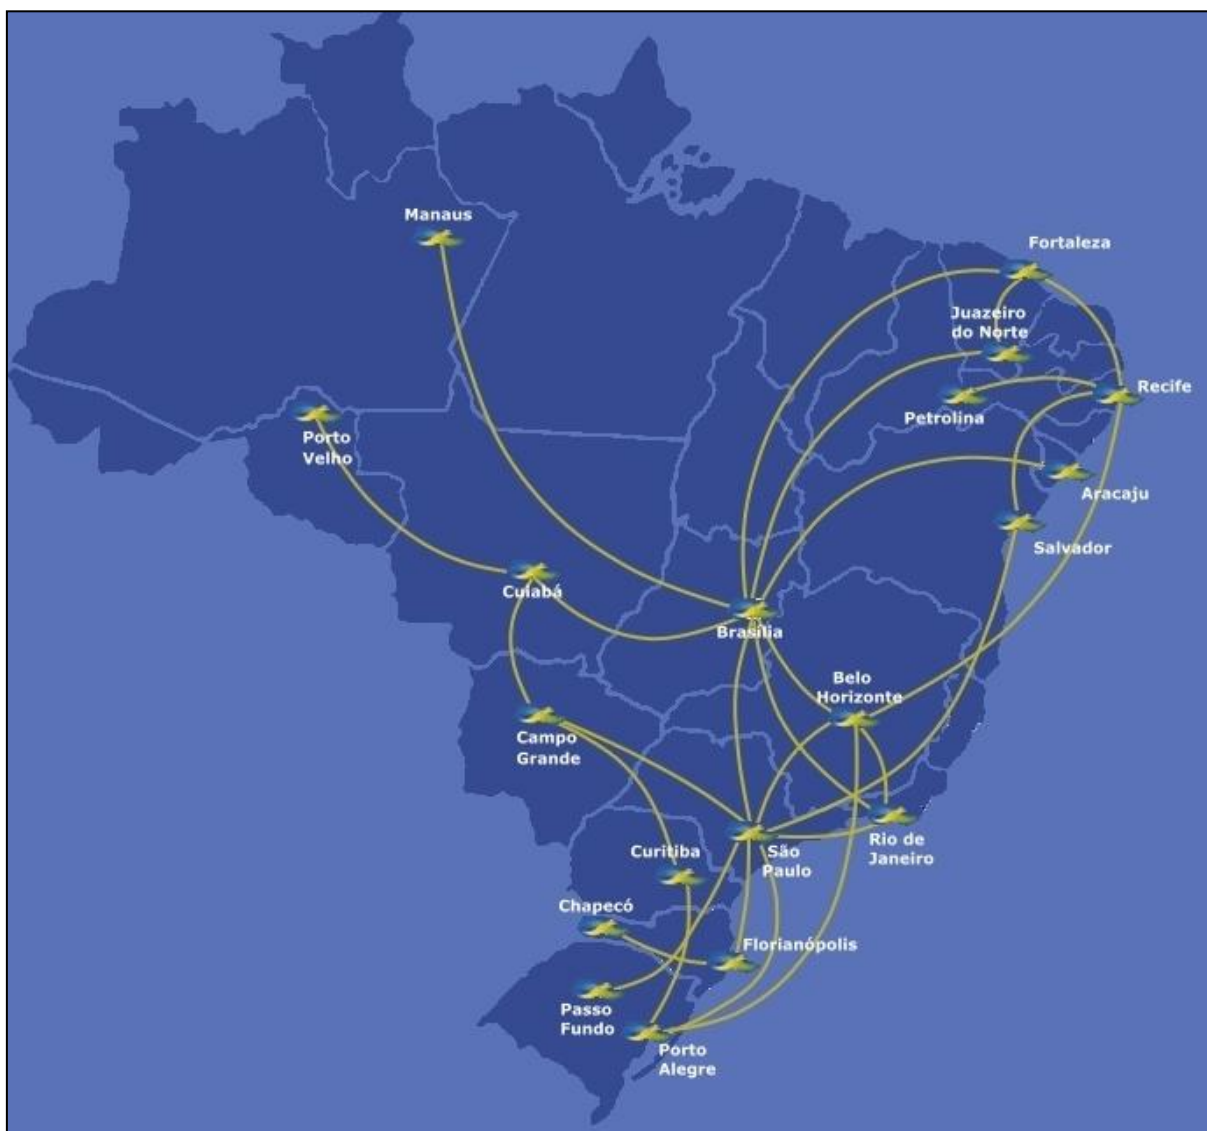 Manaus
Fortaleza
Juazeiro
do Norte
Recife
Petrolina
Porto
Velho
Aracaju
Salvador
Cuiabá
Brasília
Belo
Horizonte
Campo
Grande
Curitiba
São
Paulo
Rio de
Janeiro
Chapecó
Florianópolis
Passo
Fundo
Porto
Alegre